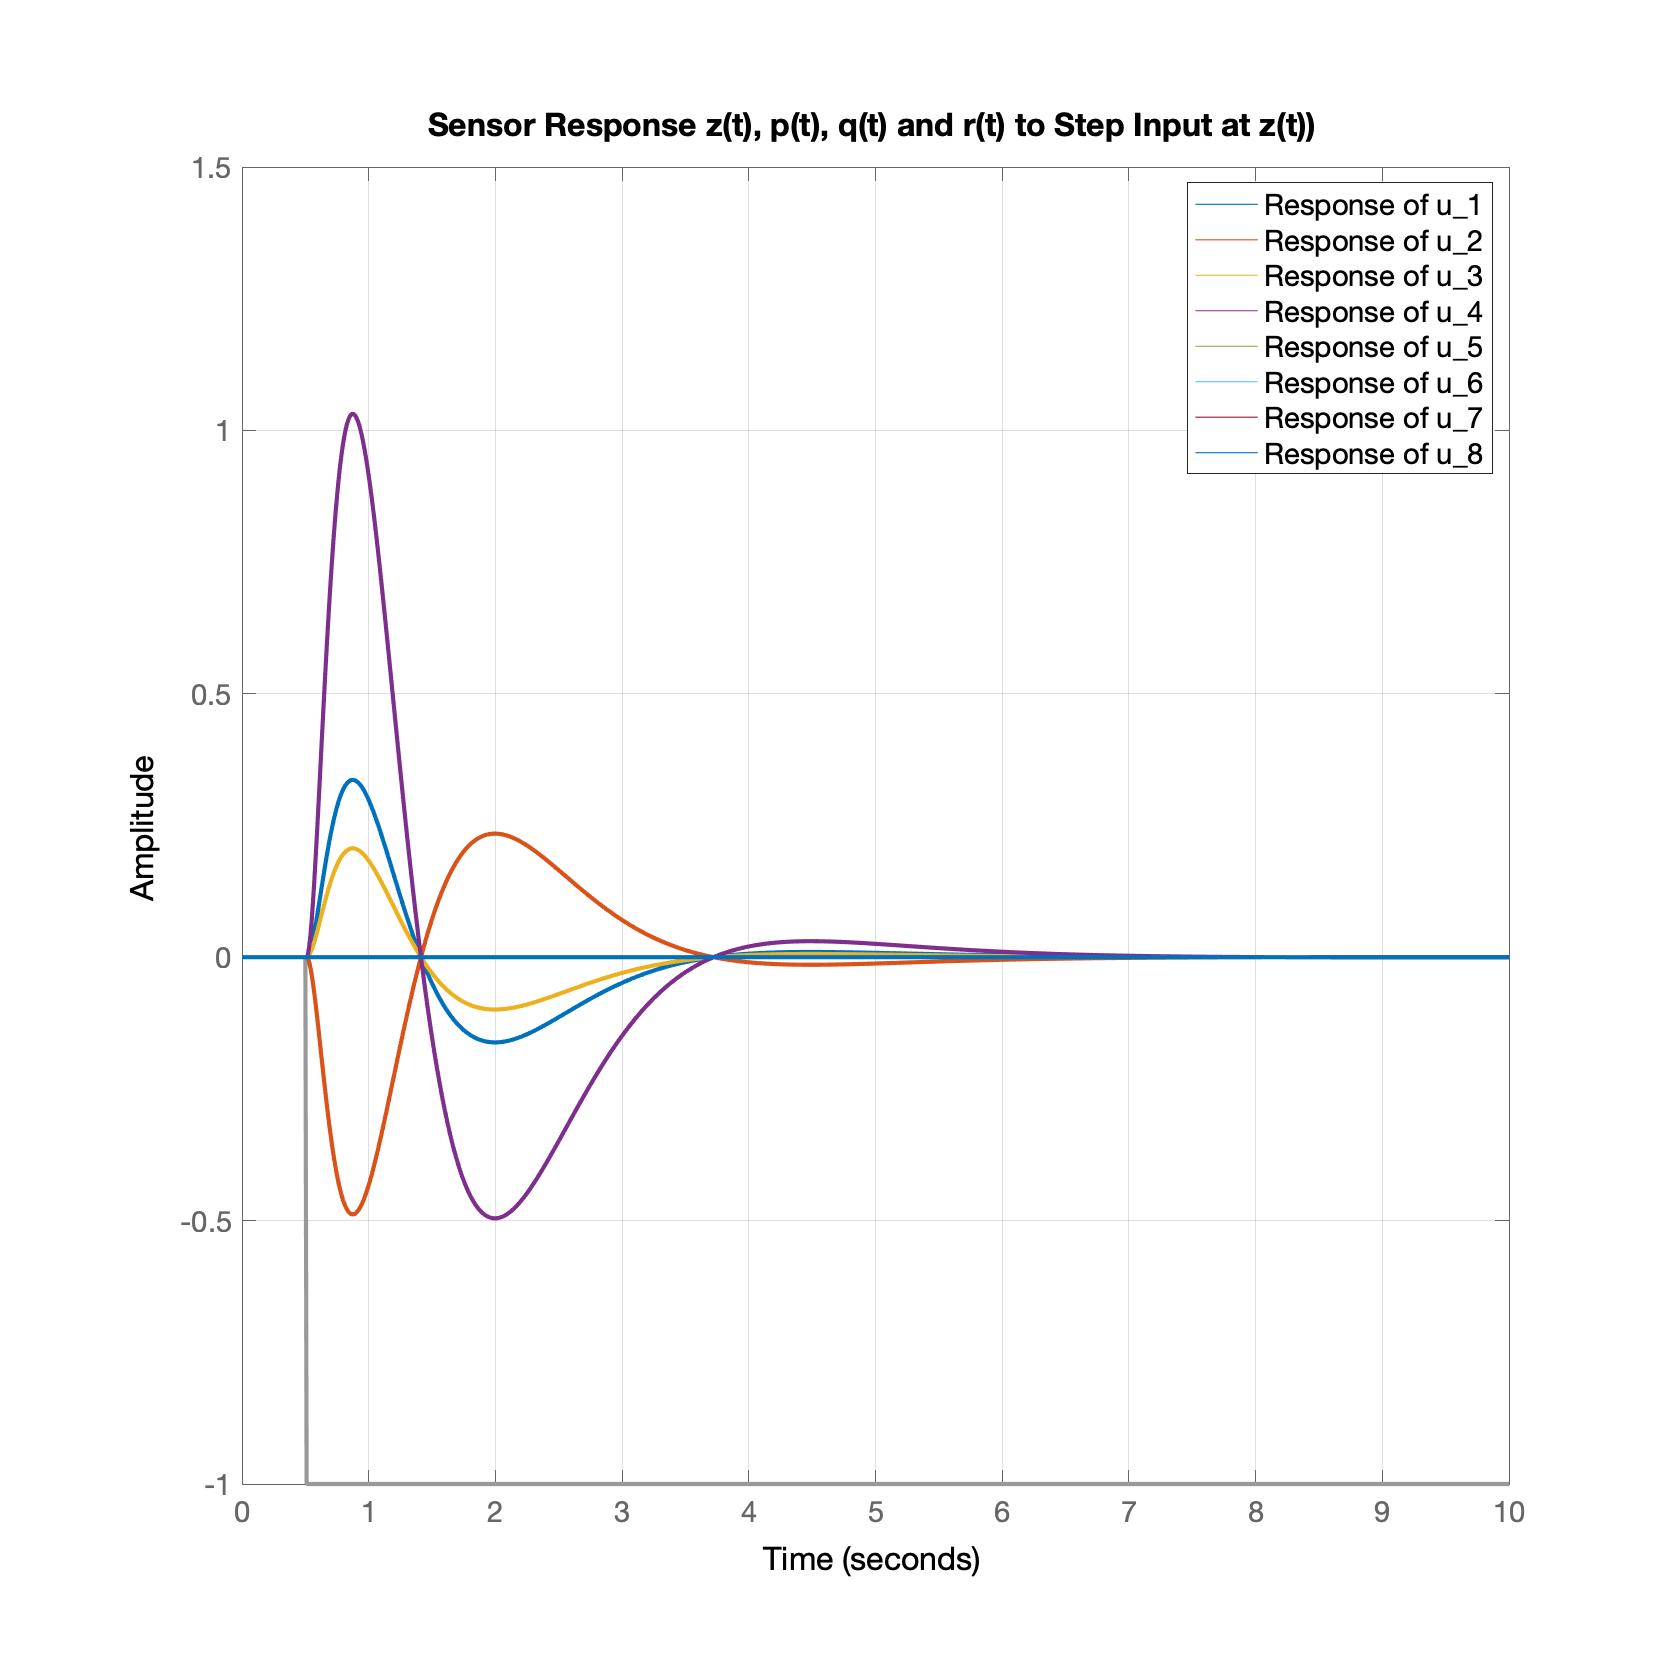 Sensor Response z(t), p(t), q(t) and r(t) to Step Input at z(t))
1.5
1
0.5
0
-0.5
-1
Amplitude
Response of u_1
Response of u_2
Response of u_3
Response of u_4
Response of u_5
Response of u_6
Response of u_7
Response of u_8
0 1 2 3 4 5 6 7 8 9 10
Time (seconds)